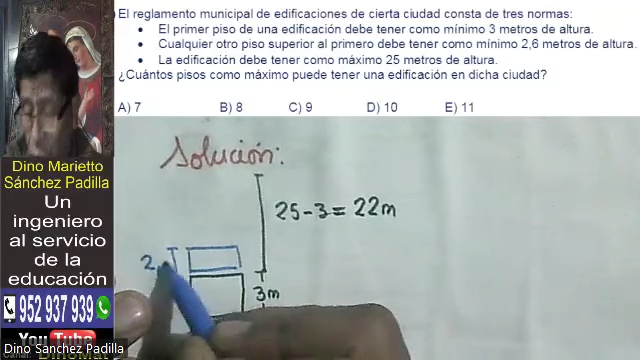 El reglamento municipal de edificaciones de cierta ciudad consta de tres normas:
• El primer piso de una edificación debe tener como mínimo 3 metros de altura.
• Cualquier otro piso superior al primero debe tener como mínimo 2,6 metros de altura.
• La edificación debe tener como máximo 25 metros de altura.
¿Cuántos pisos como máximo puede tener una edificación en dicha ciudad?
A) 7 B) 8 C) 9 D) 10 E) 11
Solución:
25-3=22m
2,
3m
Dino Marietto
Sánchez Padilla
Un
ingeniero
al servicio
de la
educación
952 937 939
You Tube
Dino Sánchez Padilla